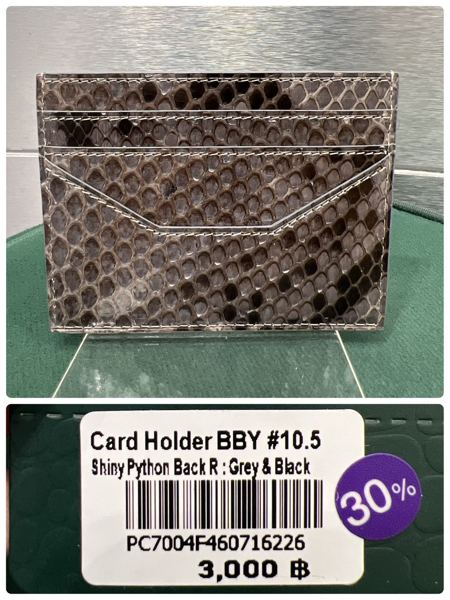 Card Holder BBY #10.5
Shiny Python Back R : Grey & Black
30%
PC7004F460716226
3,000 ฿